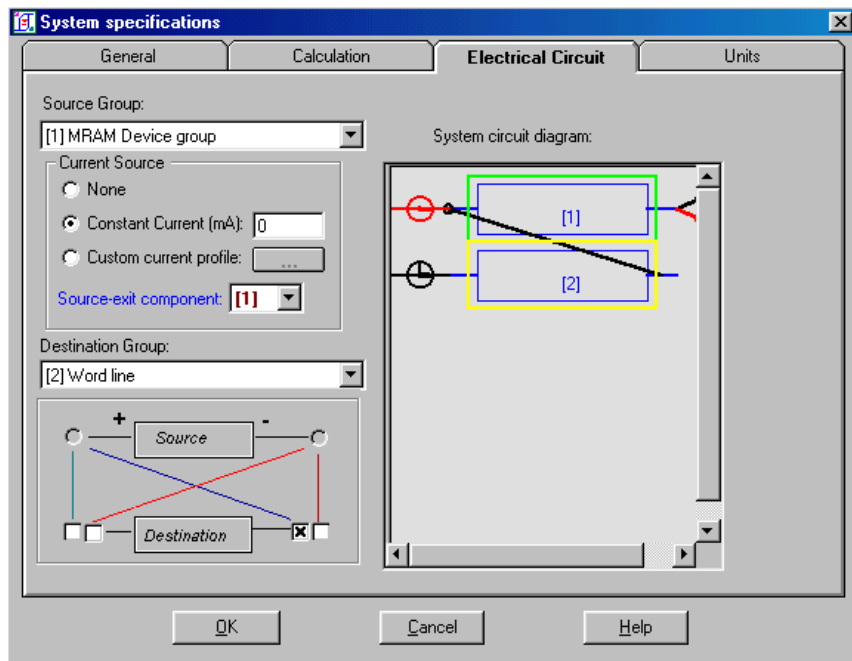 System specifications
General
Calculation
Electrical Circuit
Units
Source Group:
[1] MRAM Device group
System circuit diagram:
Current Source
None
Constant Current (mA):
0
Custom current profile:
...
Source-exit component:
[1]
[1]
[2]
Destination Group:
[2] Word line
+
Source
-
Destination
OK
Cancel
Help